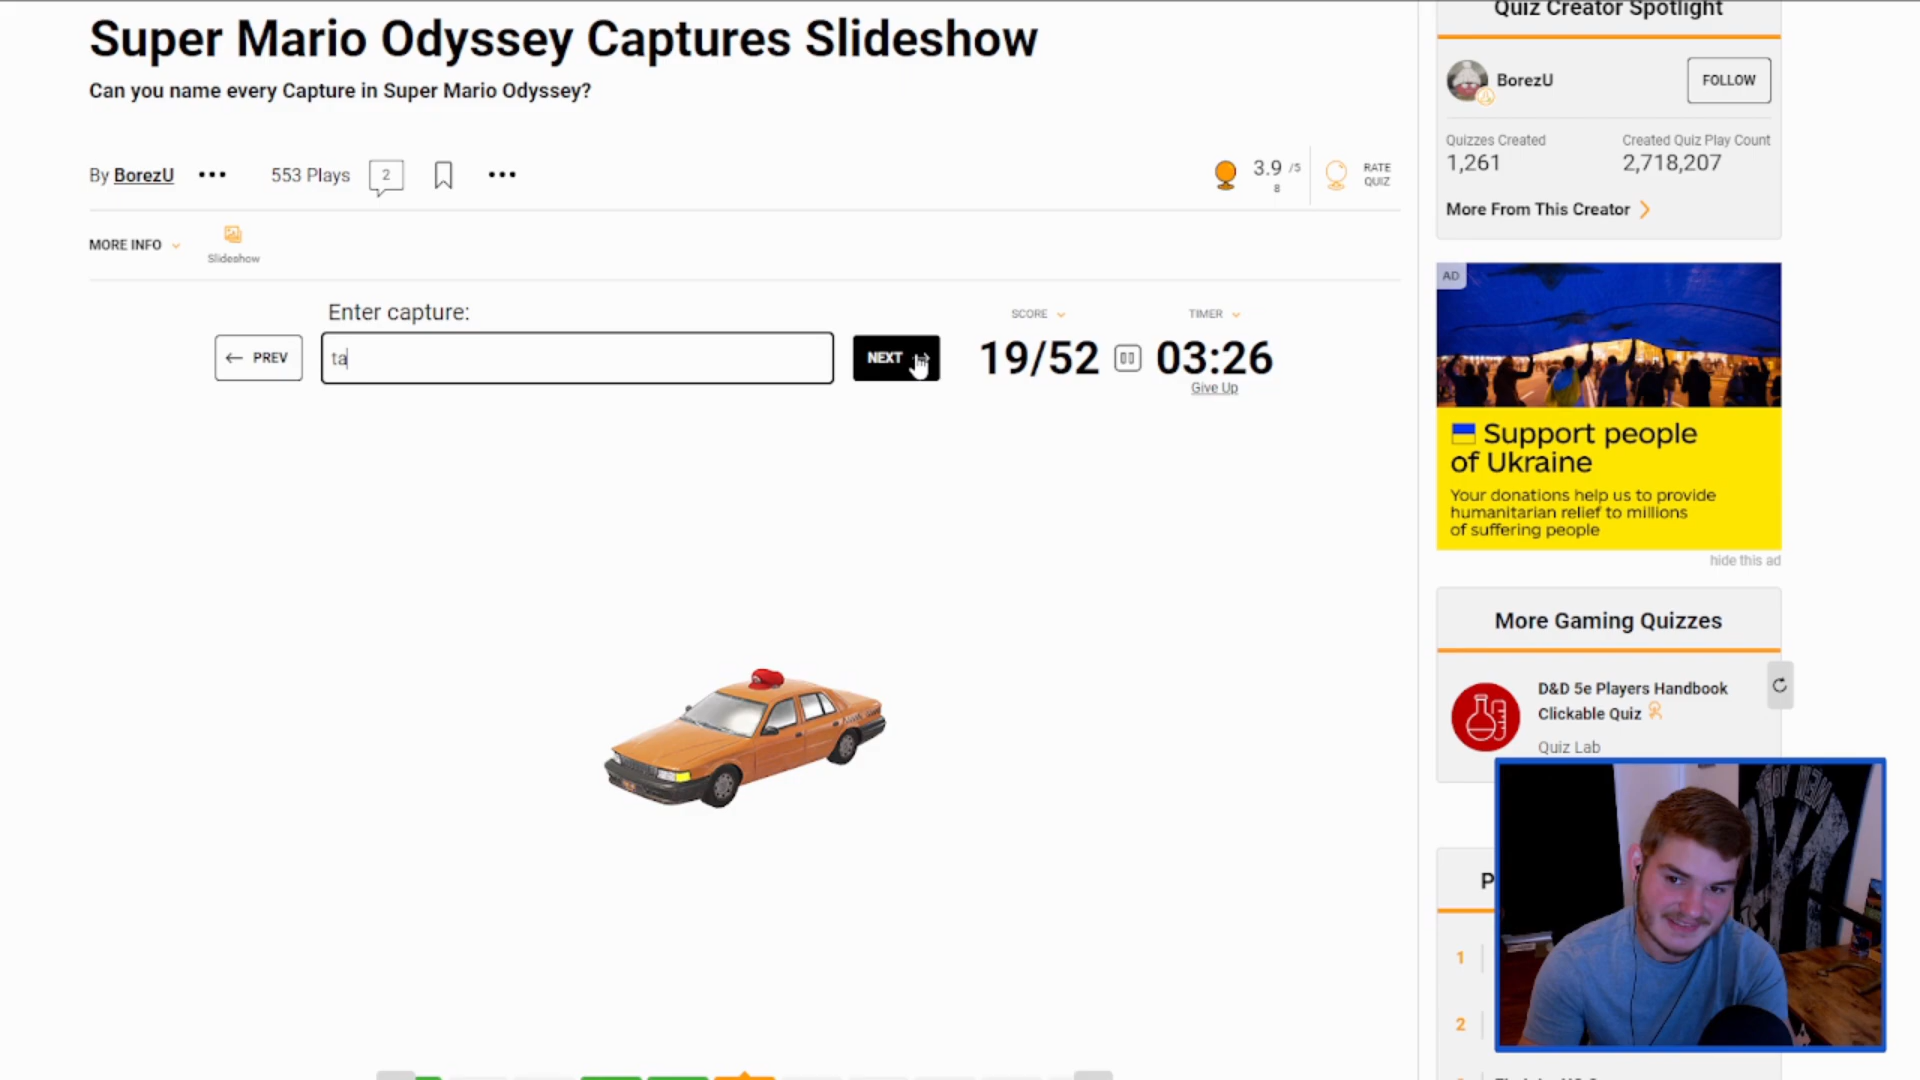 Super Mario Odyssey Captures Slideshow
Can you name every Capture in Super Mario Odyssey?
By BorezU
553 Plays
2
3.9 /5
8
RATE
QUIZ
MORE INFO
Slideshow
Enter capture:
← PREV
ta
NEXT
SCORE
19/52
TIMER
03:26
Give Up
Quiz Creator Spotlight
BorezU
FOLLOW
Quizzes Created
1,261
Created Quiz Play Count
2,718,207
More From This Creator
AD
Support people
of Ukraine
Your donations help us to provide
humanitarian relief to millions
of suffering people
hide this ad
More Gaming Quizzes
D&D 5e Players Handbook
Clickable Quiz
Quiz Lab
P
1
2
NEW YORK